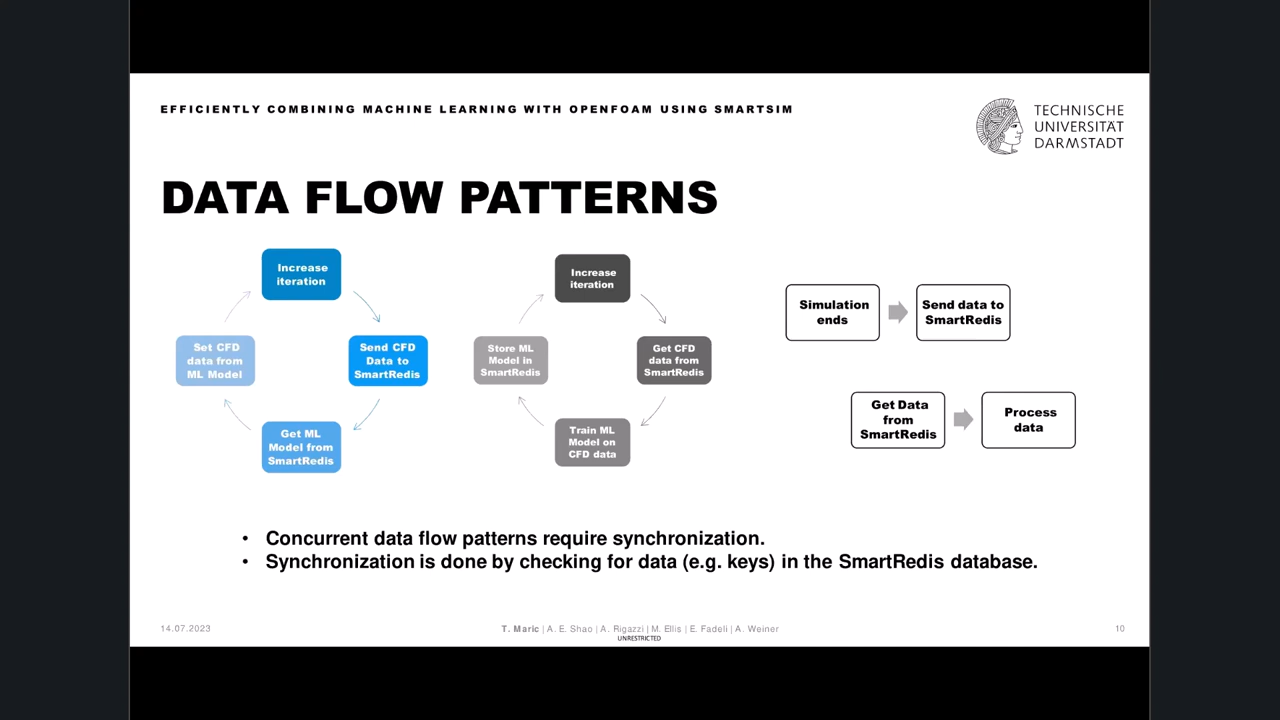 EFFICIENTLY COMBINING MACHINE LEARNING WITH OPENFOAM USING SMARTSIM
TECHNISCHE
UNIVERSITÄT
DARMSTADT
DATA FLOW PATTERNS
Increase
iteration
Send CFD
Data to
SmartRedis
Get ML
Model from
SmartRedis
Set CFD
data from
ML Model
Increase
iteration
Get CFD
data from
SmartRedis
Train ML
Model on
CFD data
Store ML
Model in
SmartRedis
Simulation
ends
Send data to
SmartRedis
Get Data
from
SmartRedis
Process
data
• Concurrent data flow patterns require synchronization.
• Synchronization is done by checking for data (e.g. keys) in the SmartRedis database.
14.07.2023
T. Maric | A. E. Shao | A. Rigazzi | M. Ellis | E. Fadeli | A. Weiner
UNRESTRICTED
10